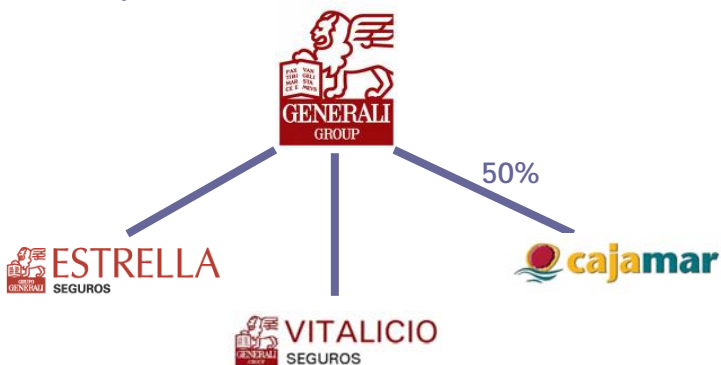 PAX VAN
TIBI GELI
MAR STA
CE E MEVS
GENERALI
GROUP
50%
ESTRELLA
SEGUROS
GRUPO
GENERALI
cajamar
VITALICIO
SEGUROS
GENERALI
GROUP